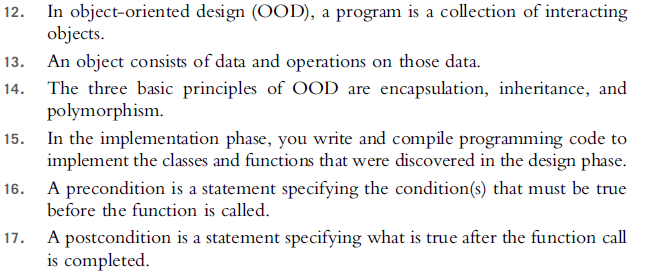 12. In object-oriented design (OOD), a program is a collection of interacting
objects.
13. An object consists of data and operations on those data.
14. The three basic principles of OOD are encapsulation, inheritance, and
polymorphism.
15. In the implementation phase, you write and compile programming code to
implement the classes and functions that were discovered in the design phase.
16. A precondition is a statement specifying the condition(s) that must be true
before the function is called.
17. A postcondition is a statement specifying what is true after the function call
is completed.